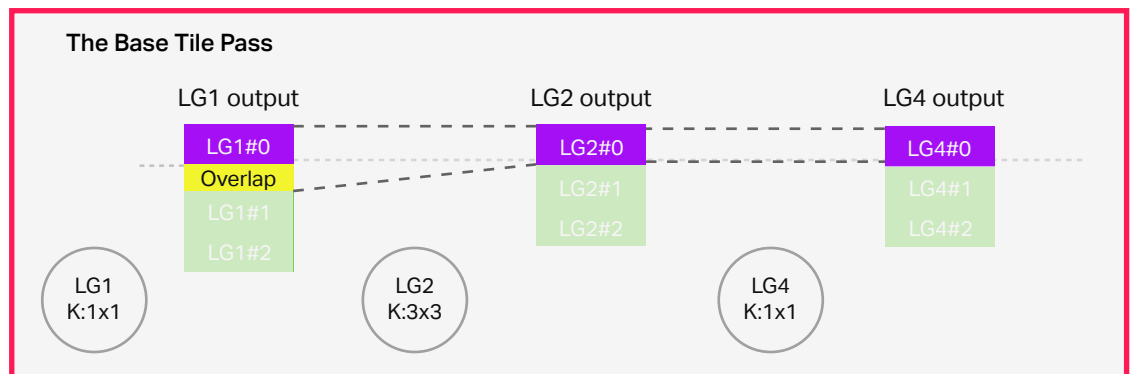 The Base Tile Pass
LG1 output
LG2 output
LG4 output
LG1#0
LG2#0
LG4#0
Overlap
LG1#1
LG2#1
LG4#1
LG1#2
LG2#2
LG4#2
LG1
K:1x1
LG2
K:3x3
LG4
K:1x1